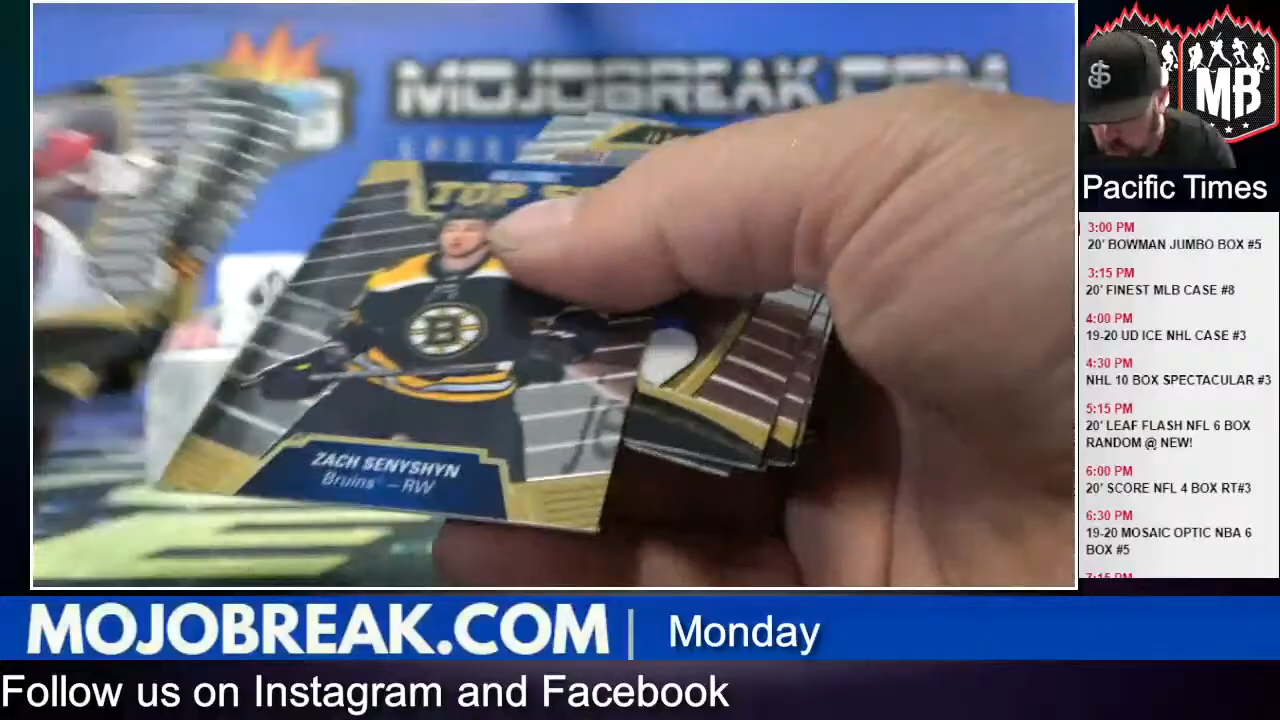 MOJOBREAK.COM
TOP
B
ZACH SENYSHYN
Bruins - RW
MB
Pacific Times
3:00 PM
20' BOWMAN JUMBO BOX #5
3:15 PM
20' FINEST MLB CASE #8
4:00 PM
19-20 UD ICE NHL CASE #3
4:30 PM
NHL 10 BOX SPECTACULAR #3
5:15 PM
20' LEAF FLASH NFL 6 BOX
RANDOM @ NEW!
6:00 PM
20' SCORE NFL 4 BOX RT#3
6:30 PM
19-20 MOSAIC OPTIC NBA 6
BOX #5
7:15 PM
MOJOBREAK.COM | Monday
Follow us on Instagram and Facebook